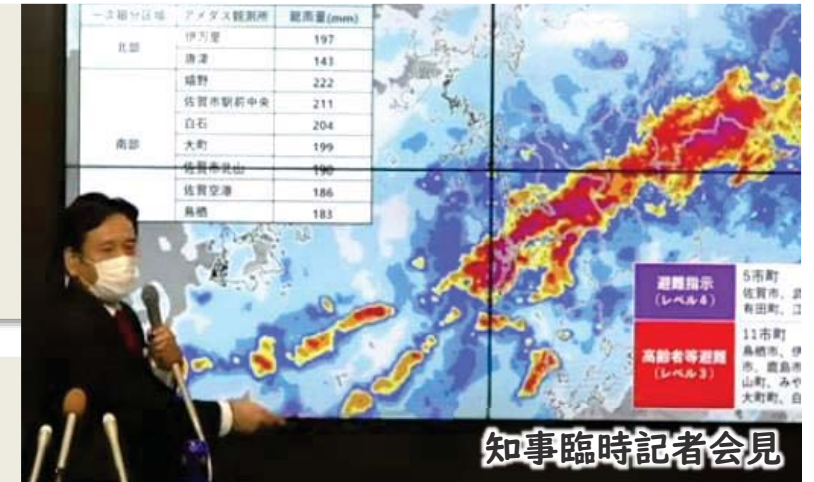 一次細分区域 アメダス観測所 総雨量(mm)
北部 伊万里 197
唐津 143
南部 嬉野 222
佐賀市駅前中央 211
白石 204
大町 199
佐賀市北山 190
佐賀空港 186
鳥栖 183
避難指示
(レベル4)
5市町
佐賀市、武
有田町、江
高齢者等避難
(レベル3)
11市町
鳥栖市、伊
市、鹿島市
山町、みや
大町町、白
知事臨時記者会見